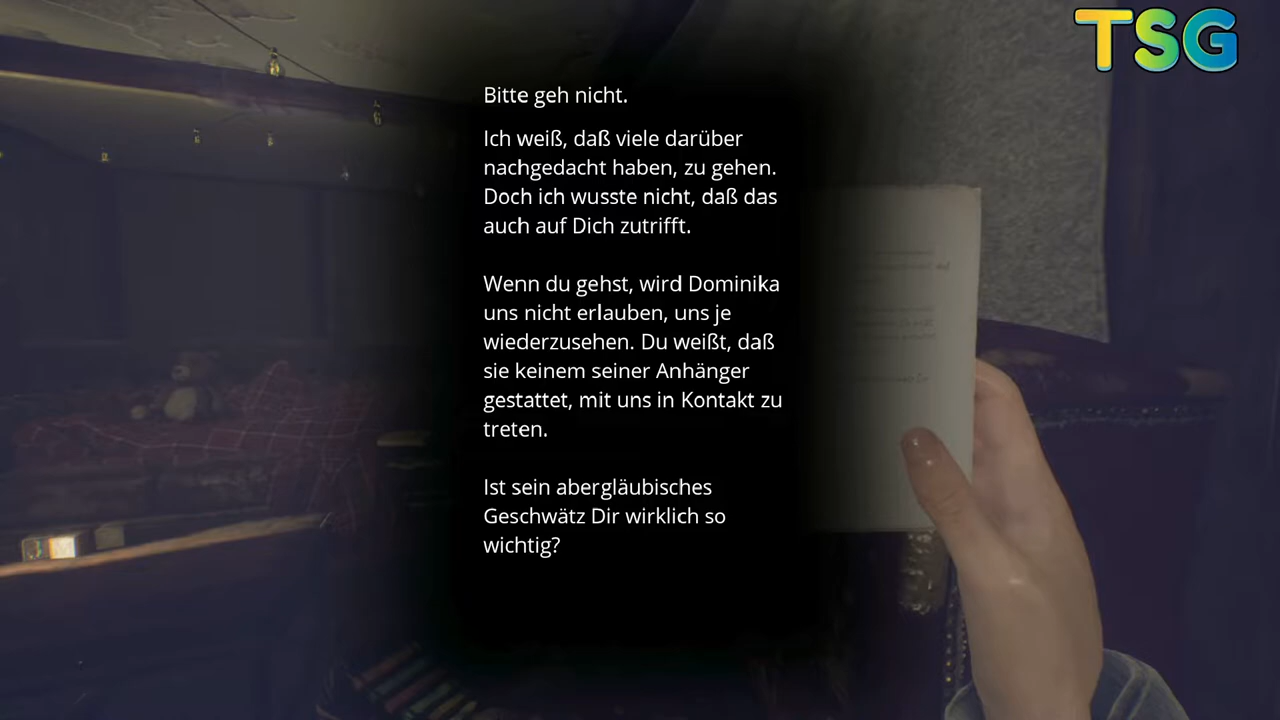 TSG
Bitte geh nicht.
Ich weiß, daß viele darüber
nachgedacht haben, zu gehen.
Doch ich wusste nicht, daß das
auch auf Dich zutrifft.
Wenn du gehst, wird Dominika
uns nicht erlauben, uns je
wiederzusehen. Du weißt, daß
sie keinem seiner Anhänger
gestattet, mit uns in Kontakt zu
treten.
Ist sein abergläubisches
Geschwätz Dir wirklich so
wichtig?